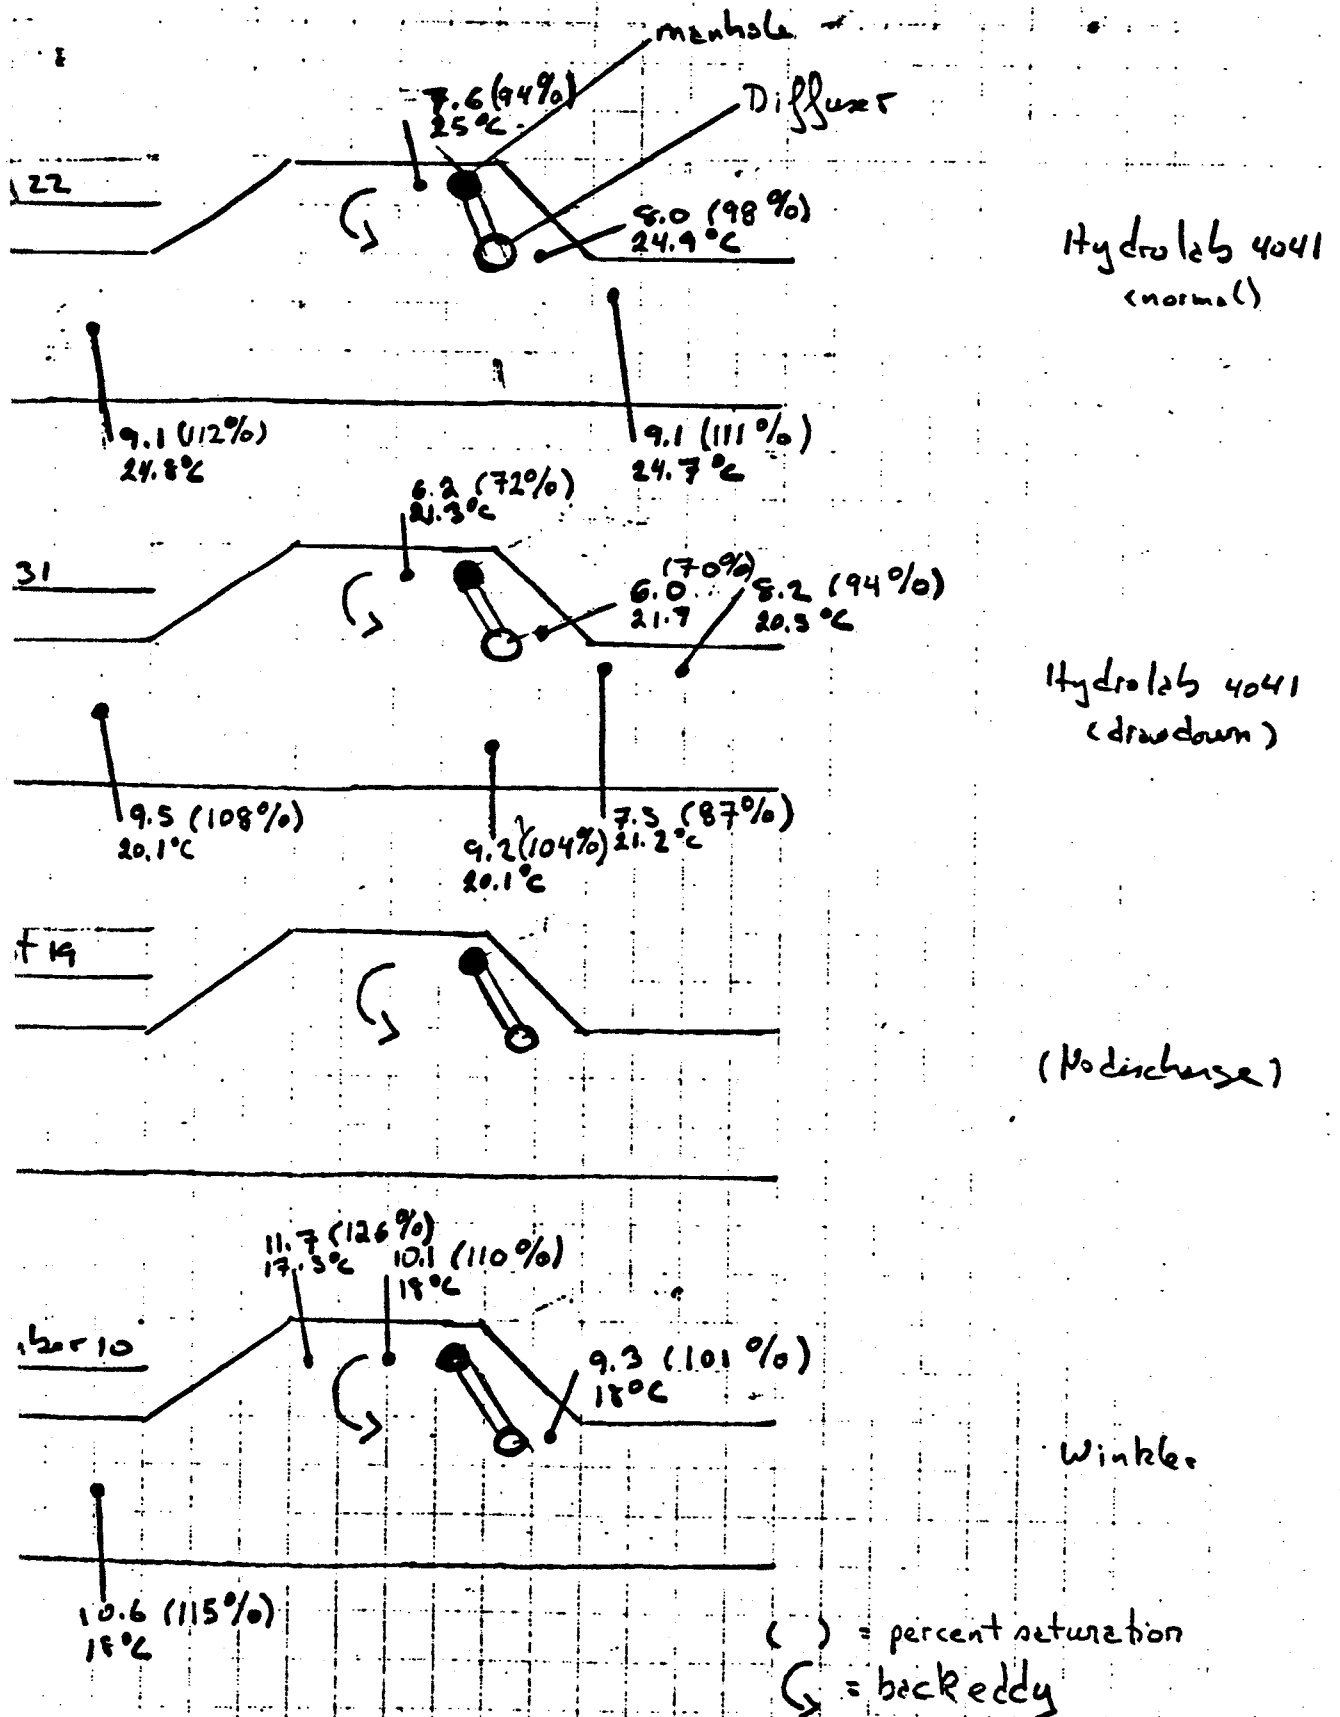 manhole
7.6 (94%)
25°C
Diffuser
22
8.0 (98%)
24.9°C
Hydrolab 4041
(normal)
9.1 (112%)
24.8°C
9.1 (111%)
24.7°C
6.2 (72%)
21.3°C
31
(70%)
6.0
21.7
8.2 (94%)
20.5°C
Hydrolab 4041
(drawdown)
9.5 (108%)
20.1°C
9.2 (104%)
20.1°C
7.5 (87%)
21.2°C
t 19
(No discharge)
11.7 (126%)
17.5°C
10.1 (110%)
18°C
ber 10
9.3 (101%)
18°C
Winkler
10.6 (115%)
18°C
( ) = percent saturation
= back eddy